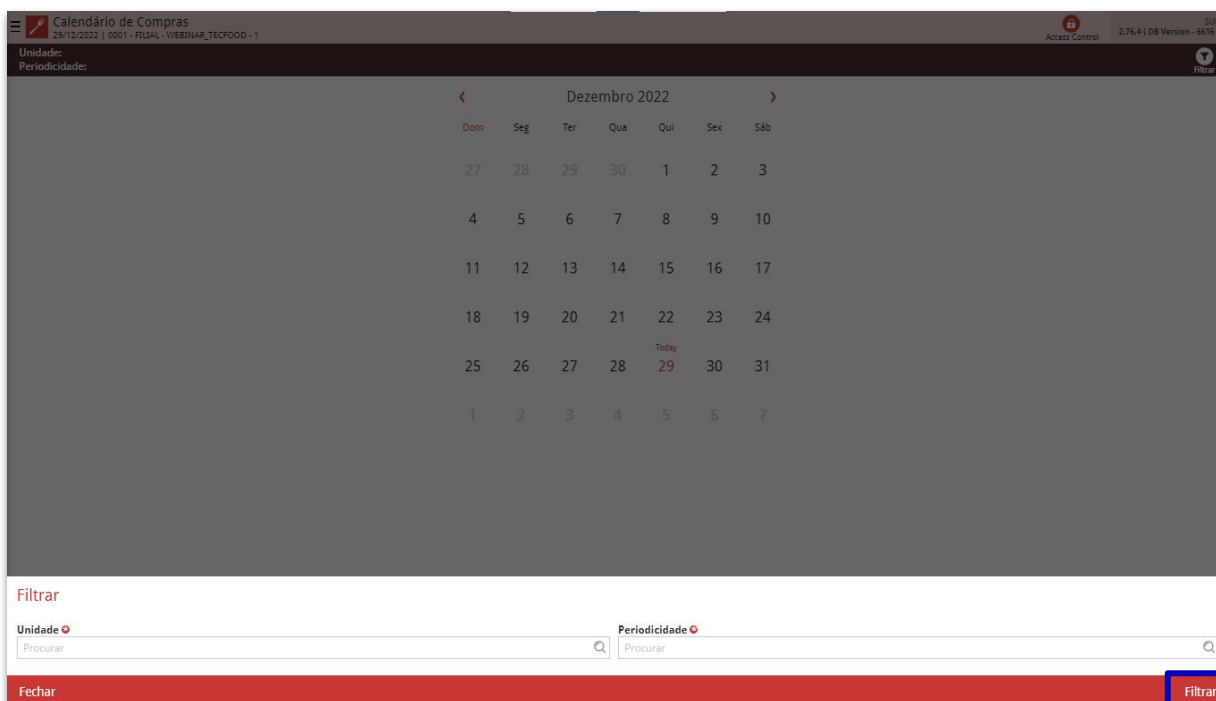 Calendário de Compras
29/12/2022 | 0001 - FILIAL - WEBINAR_TECFOOD - 1
Access Control
2.76.4 ( DB Version - 6616
Unidade:
Periodicidade:
Filtrar
Dezembro 2022
Dom Seg Ter Qua Qui Sex Sáb
27 28 29 30 1 2 3
4 5 6 7 8 9 10
11 12 13 14 15 16 17
18 19 20 21 22 23 24
Today
25 26 27 28 29 30 31
1 2 3 4 5 6 7
Filtrar
Unidade Periodicidade
Procurar Procurar
Fechar Filtrar